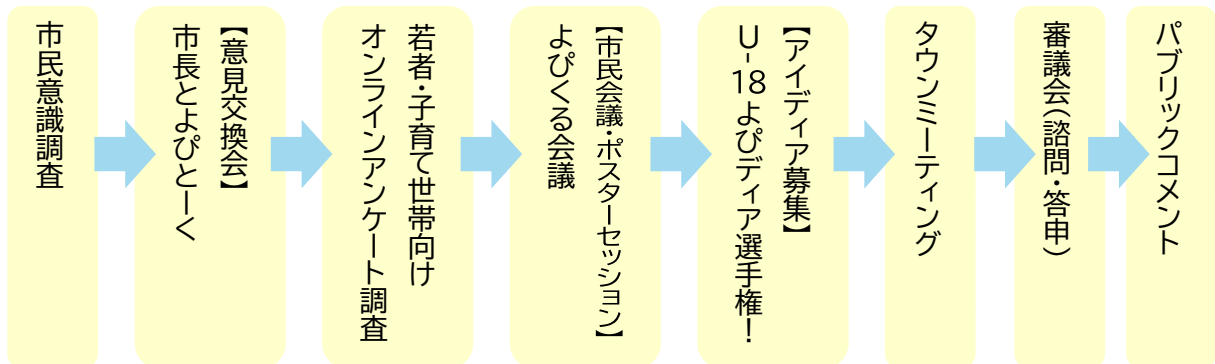 市民意識調査
【意見交換会】
市長とよぴとーく
若者・子育て世帯向け
オンラインアンケート調査
【市民会議・ポスターセッション】
よぴくる会議
【アイディア募集】
U-18よぴディア選手権！
タウンミーティング
審議会（諮問・答申）
パブリックコメント